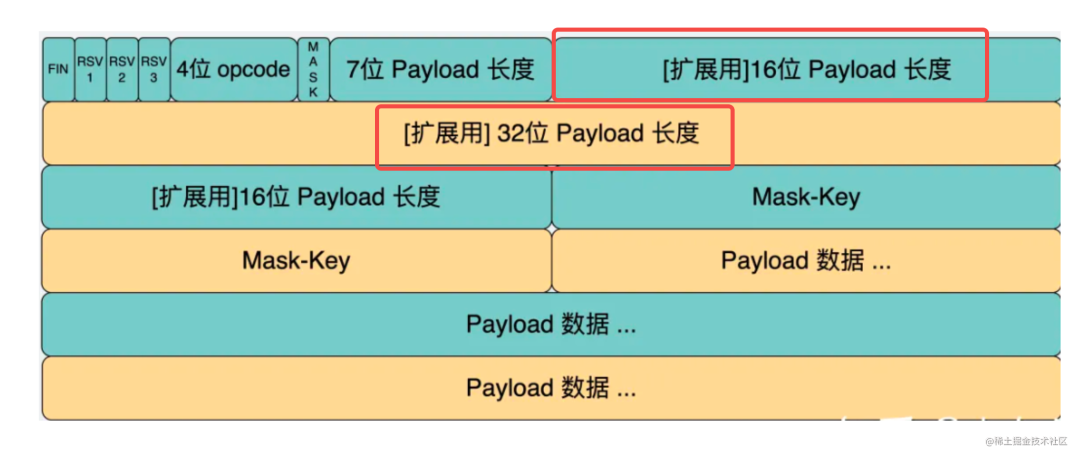 FIN RSV 1 RSV 2 RSV 3 4位 opcode MASK 7位 Payload 长度 [扩展用]16位 Payload 长度
[扩展用] 32位 Payload 长度
[扩展用]16位 Payload 长度 Mask-Key
Mask-Key Payload 数据 ...
Payload 数据 ...
Payload 数据 ...
@稀土掘金技术社区